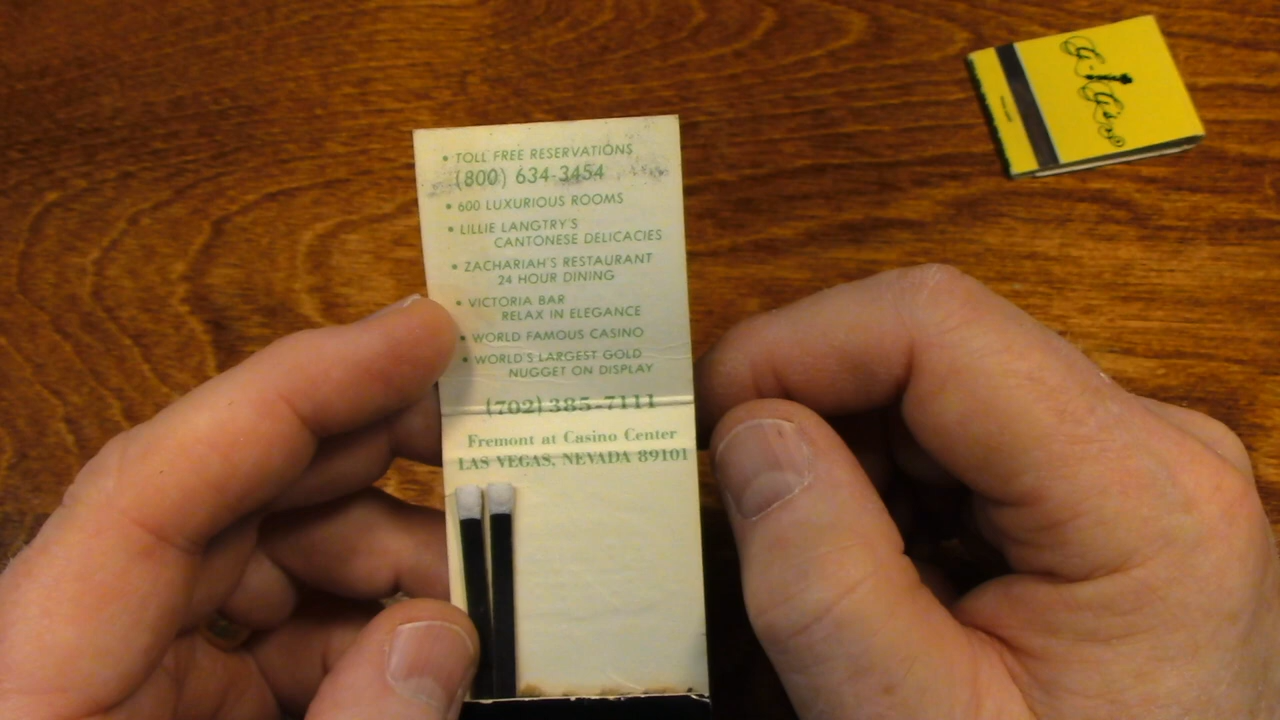 • TOLL FREE RESERVATIONS
(800) 634-3454
• 600 LUXURIOUS ROOMS
• LILLIE LANGTRY'S
CANTONESE DELICACIES
• ZACHARIAH'S RESTAURANT
24 HOUR DINING
• VICTORIA BAR
RELAX IN ELEGANCE
• WORLD FAMOUS CASINO
• WORLD'S LARGEST GOLD
NUGGET ON DISPLAY
(702) 385-7111
Fremont at Casino Center
LAS VEGAS, NEVADA 89101